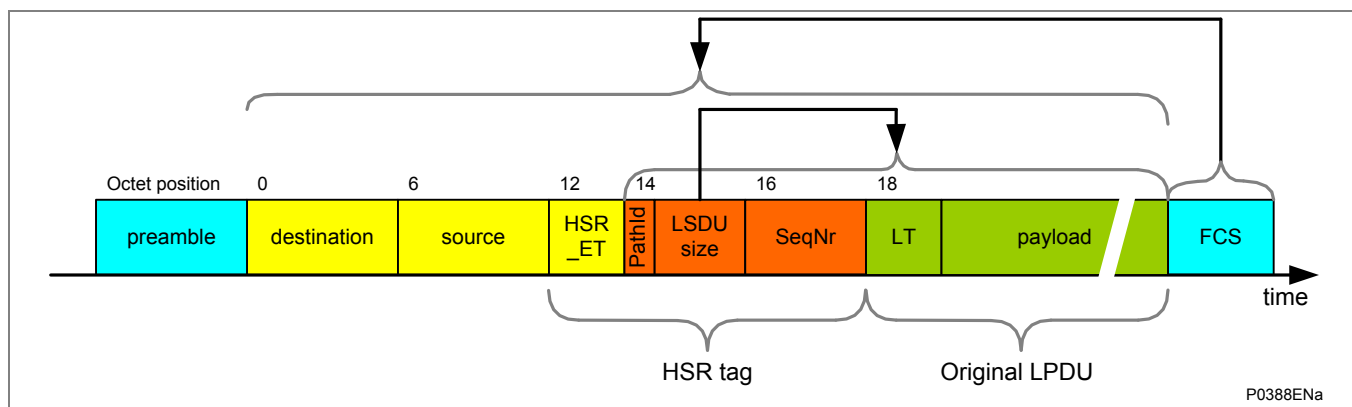 Octet position 0 6 12 14 16 18
preamble destination source HSR _ET PathId LSDU size SeqNr LT payload FCS
time
HSR tag Original LPDU
P0388ENa